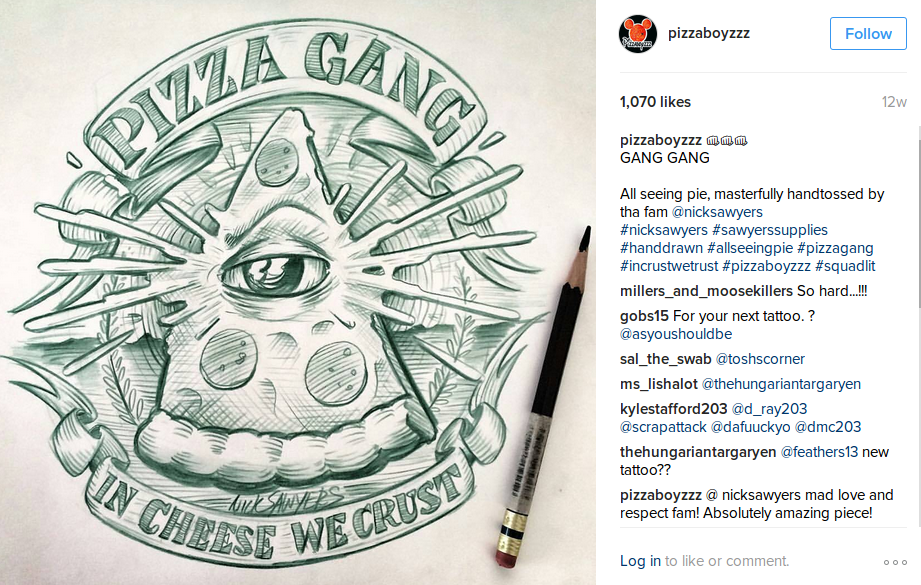 PIZZA GANG
NICK SAWYERS
IN CHEESE WE CRUST
pizzaboyzzz
Follow
1,070 likes
12w
pizzaboyzzz 👊👊👊
GANG GANG
All seeing pie, masterfully handtossed by
tha fam @nicksawyers
#nicksawyers #sawyerssupplies
#handdrawn #allseeingpie #pizzagang
#incrustwetrust #pizzaboyzzz #squadlit
millers_and_moosekillers So hard...!!!
gobs15 For your next tattoo. ?
@asyoushouldbe
sal_the_swab @toshscorner
ms_lishalot @thehungariantargaryen
kylestafford203 @d_ray203
@scrapattack @dafuuckyo @dmc203
thehungariantargaryen @feathers13 new
tattoo??
pizzaboyzzz @ nicksawyers mad love and
respect fam! Absolutely amazing piece!
Log in to like or comment.